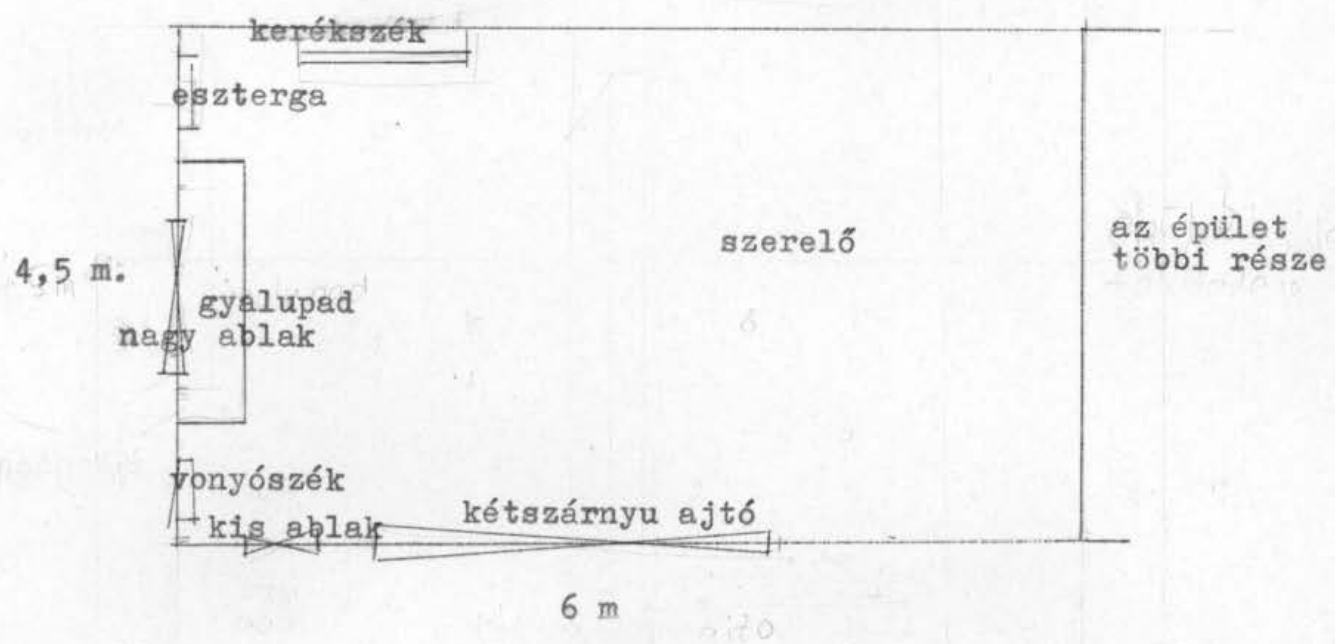 kerékszék
eszterga
szerelő
az épület
többi része
4,5 m.
gyalupad
nagy ablak
vonyószék
kis ablak
kétszárnyu ajtó
6 m